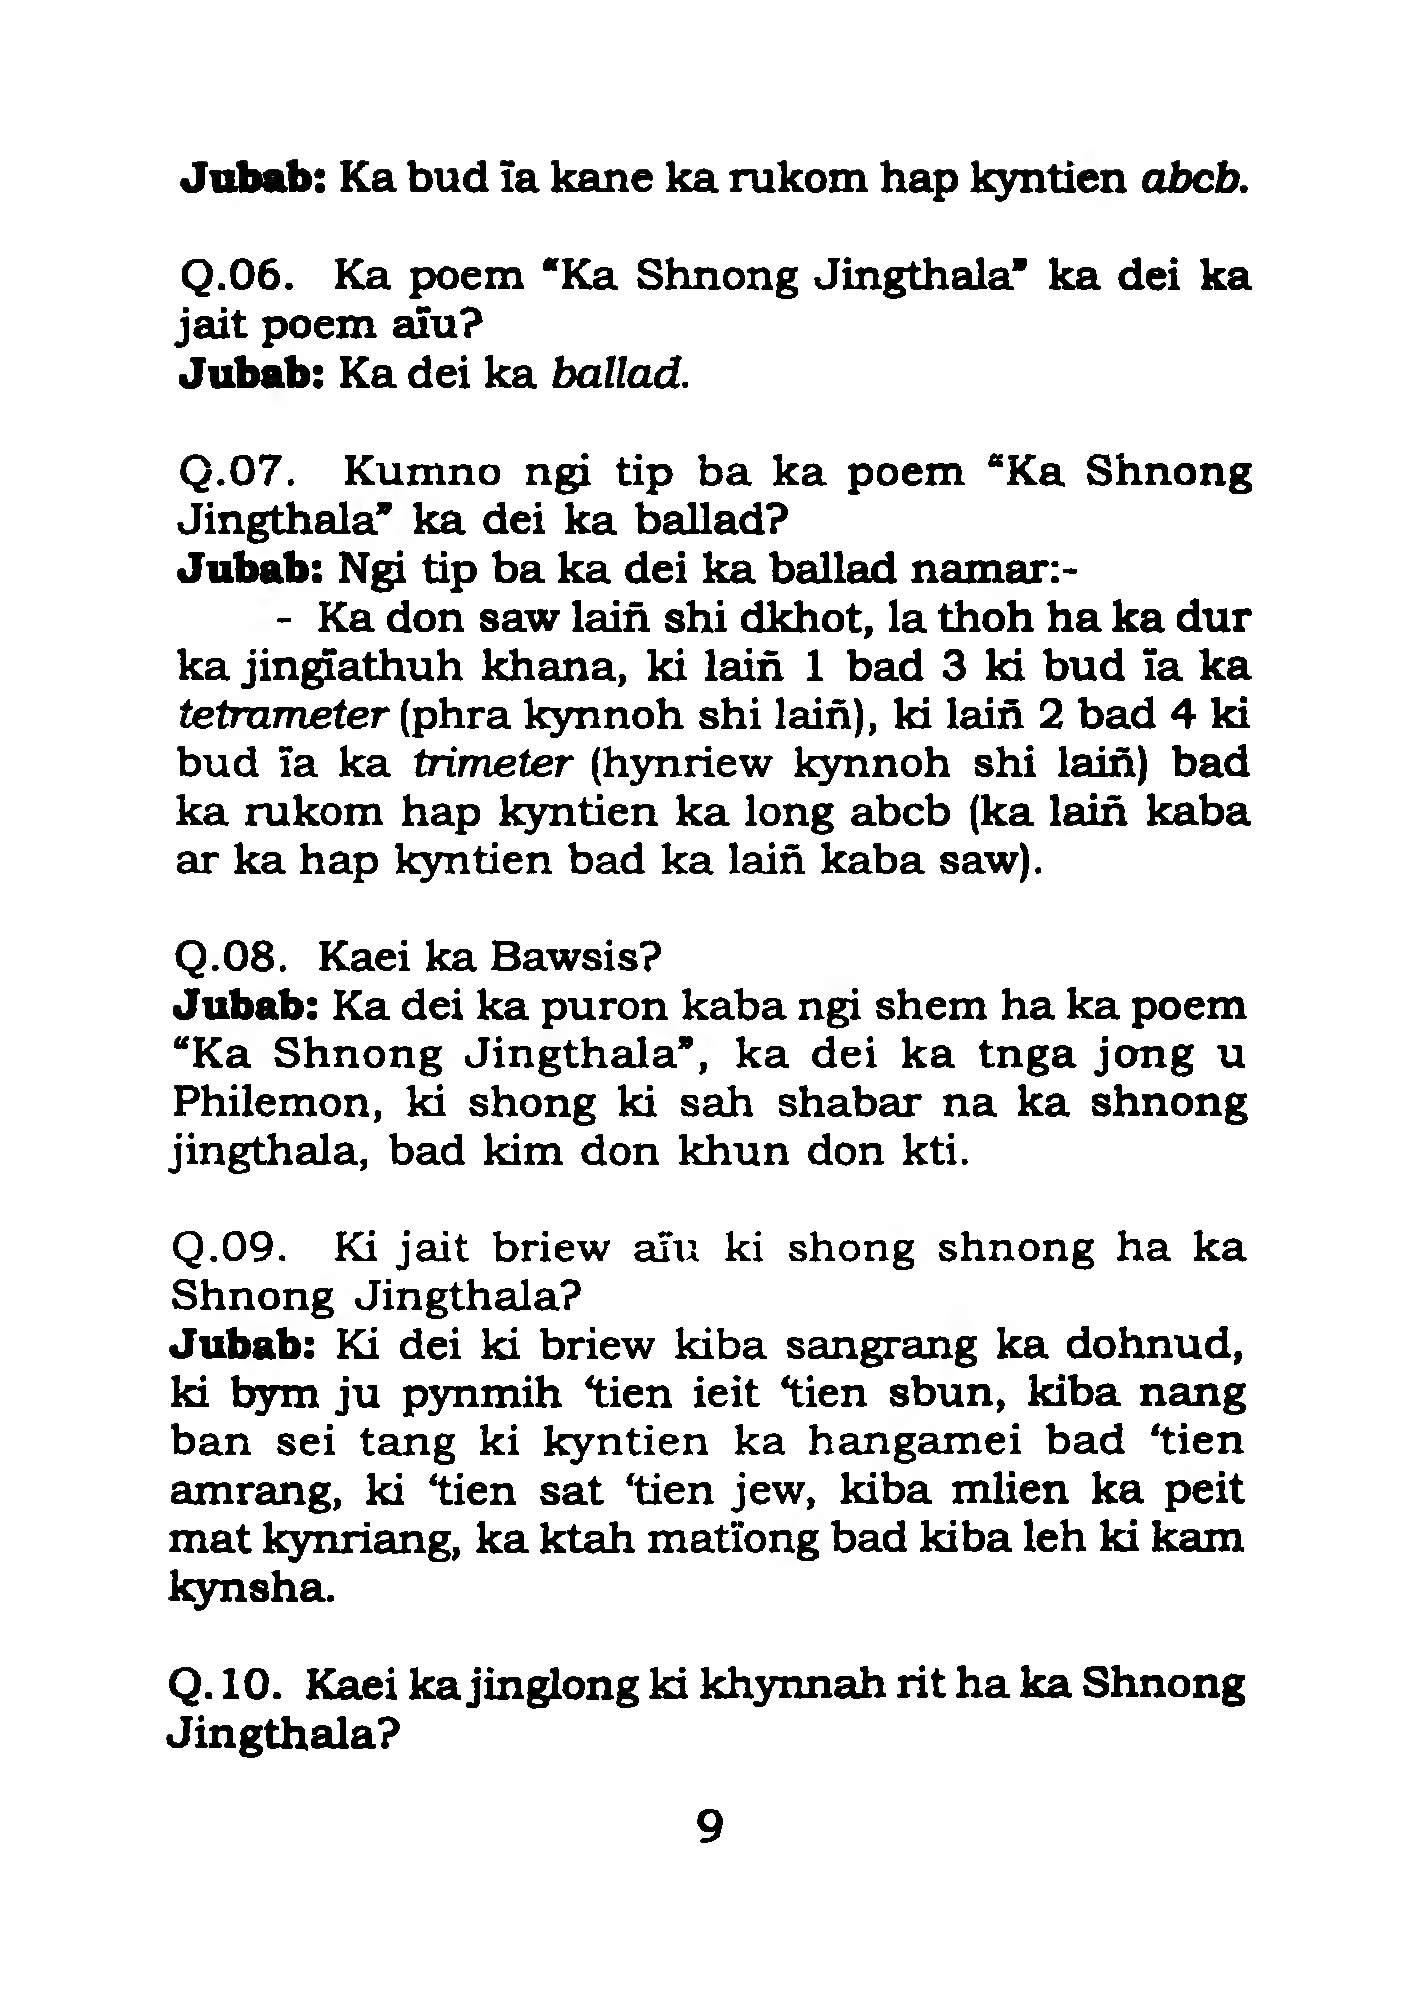 Jubab: Ka bud ïa kane ka rukom hap kyntien abcb.
Q.06. Ka poem “Ka Shnong Jingthala” ka dei ka
jait poem aïu?
Jubab: Ka dei ka ballad.
Q.07. Kumno ngi tip ba ka poem “Ka Shnong
Jingthala” ka dei ka ballad?
Jubab: Ngi tip ba ka dei ka ballad namar:-
- Ka don saw laiñ shi dkhot, la thoh ha ka dur
ka jingïathuh khana, ki laiñ 1 bad 3 ki bud ïa ka
tetrameter (phra kynnoh shi laiñ), ki laiñ 2 bad 4 ki
bud ïa ka trimeter (hynriew kynnoh shi laiñ) bad
ka rukom hap kyntien ka long abcb (ka laiñ kaba
ar ka hap kyntien bad ka laiñ kaba saw).
Q.08. Kaei ka Bawsis?
Jubab: Ka dei ka puron kaba ngi shem ha ka poem
“Ka Shnong Jingthala”, ka dei ka tnga jong u
Philemon, ki shong ki sah shabar na ka shnong
jingthala, bad kim don khun don kti.
Q.09. Ki jait briew aïu ki shong shnong ha ka
Shnong Jingthala?
Jubab: Ki dei ki briew kiba sangrang ka dohnud,
ki bym ju pynmih ‘tien ieit ‘tien sbun, kiba nang
ban sei tang ki kyntien ka hangamei bad ‘tien
amrang, ki ‘tien sat ‘tien jew, kiba mlien ka peit
mat kynriang, ka ktah matïong bad kiba leh ki kam
kynsha.
Q.10. Kaei ka jinglong ki khynnah rit ha ka Shnong
Jingthala?
9